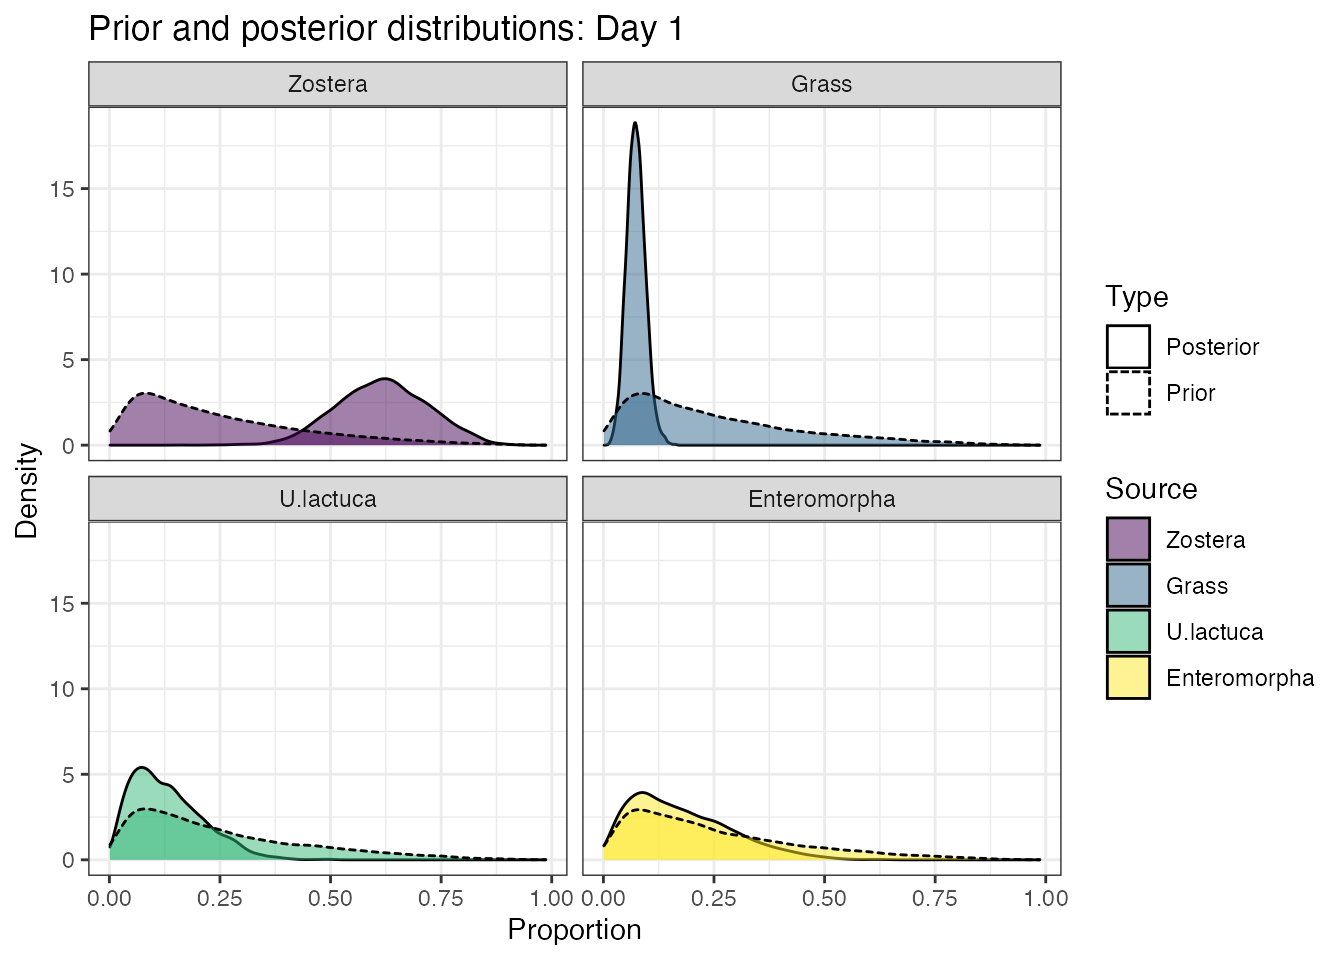 Prior and posterior distributions: Day 1
Zostera
Grass
15
10
5
0
U.lactuca
Enteromorpha
15
10
5
0
0.00 0.25 0.50 0.75 1.00 0.00 0.25 0.50 0.75 1.00
Proportion
Density
Type
Posterior
Prior
Source
Zostera
Grass
U.lactuca
Enteromorpha